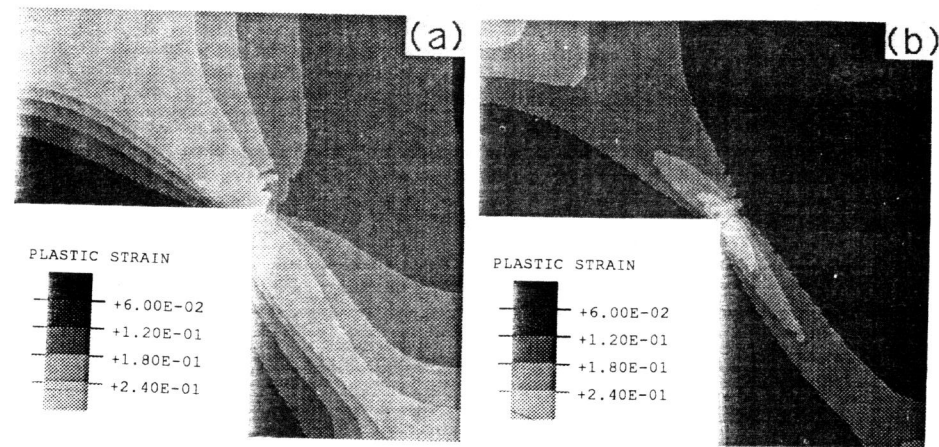 (a)
PLASTIC STRAIN
+6.00E-02
+1.20E-01
+1.80E-01
+2.40E-01
(b)
PLASTIC STRAIN
+6.00E-02
+1.20E-01
+1.80E-01
+2.40E-01